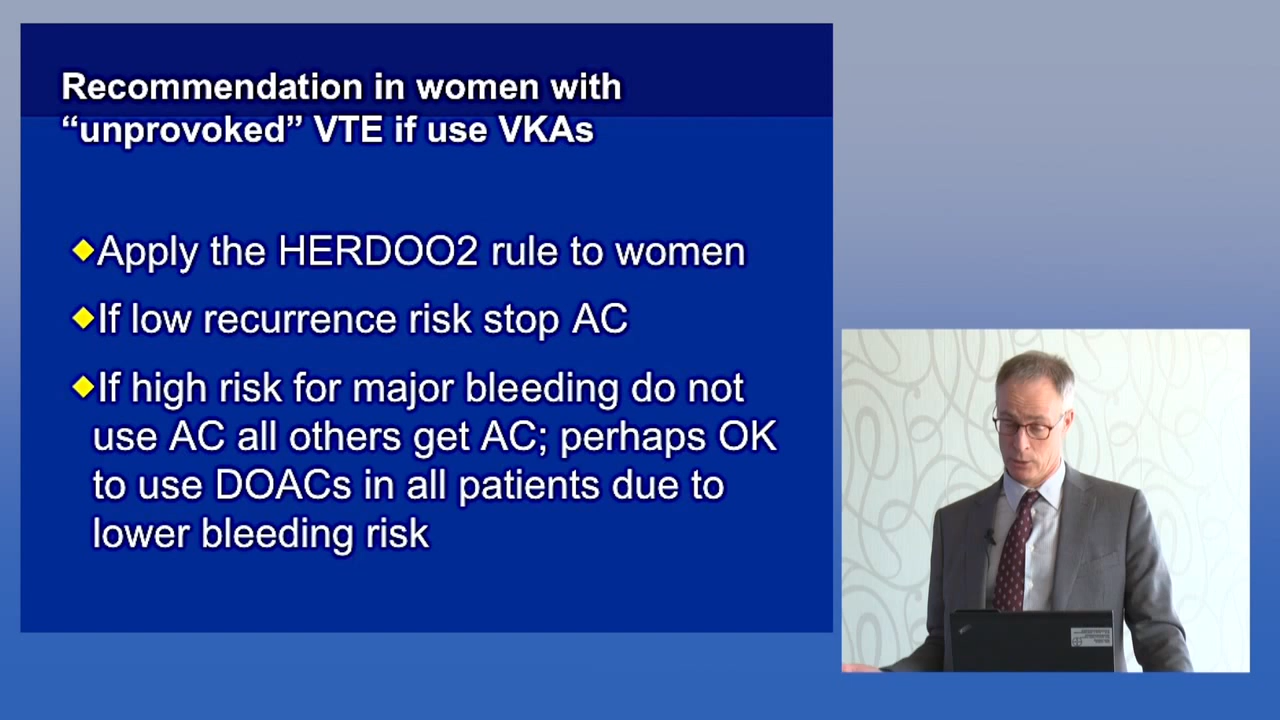 Recommendation in women with
“unprovoked” VTE if use VKAs
Apply the HERDOO2 rule to women
If low recurrence risk stop AC
If high risk for major bleeding do not
use AC all others get AC; perhaps OK
to use DOACs in all patients due to
lower bleeding risk